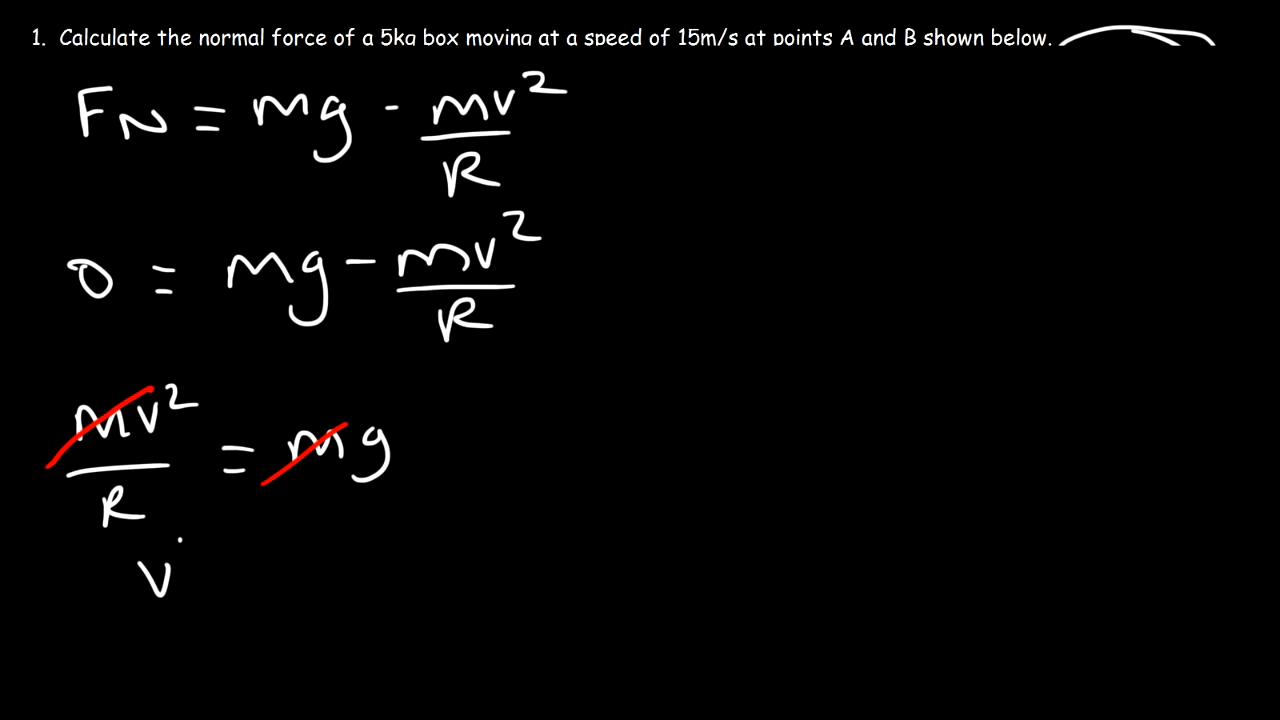 1. Calculate the normal force of a 5kg box moving at a speed of 15m/s at points A and B shown below.
F_N = mg - mv²/R
0 = mg - mv²/R
mv²/R = mg
v